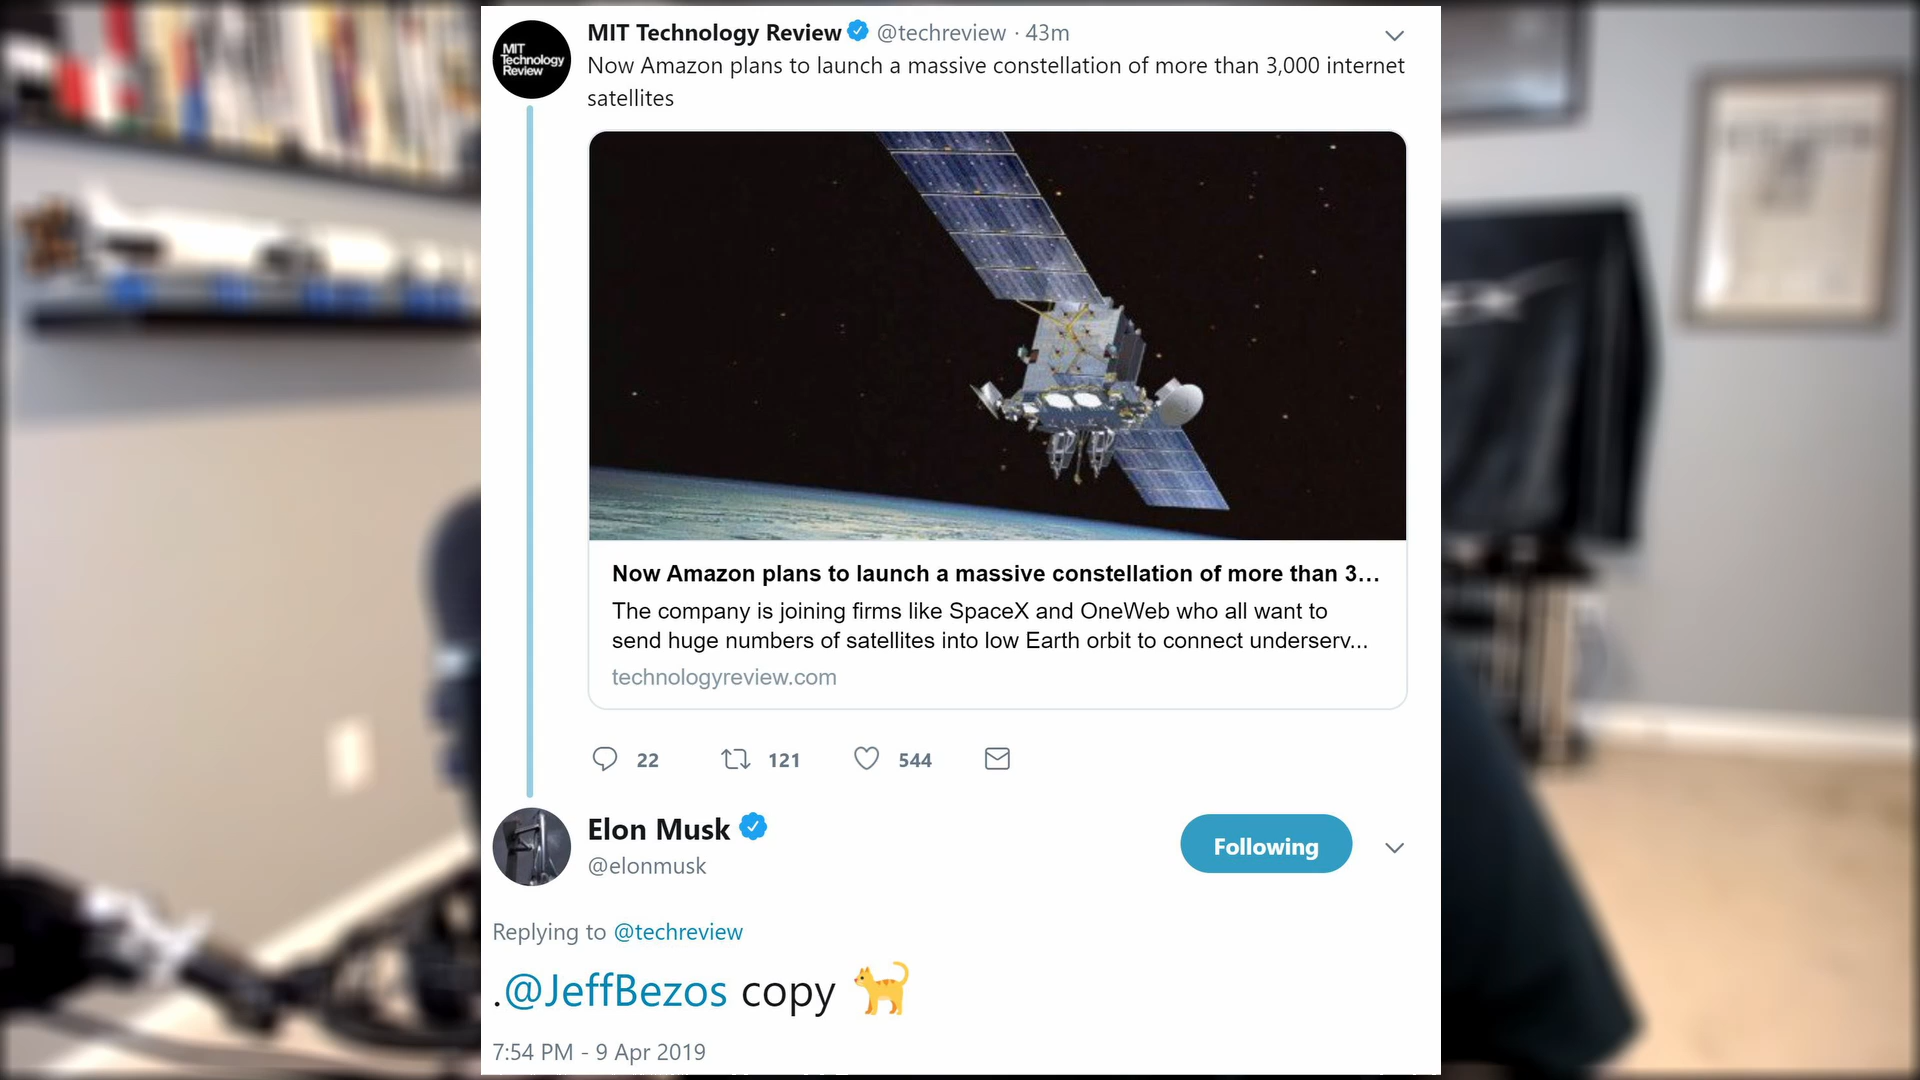 MIT Technology Review @techreview · 43m
Now Amazon plans to launch a massive constellation of more than 3,000 internet
satellites
MIT
Technology
Review
Now Amazon plans to launch a massive constellation of more than 3...
The company is joining firms like SpaceX and OneWeb who all want to
send huge numbers of satellites into low Earth orbit to connect underserv...
technologyreview.com
22 121 544
Elon Musk
@elonmusk
Following
Replying to @techreview
.@JeffBezos copy 🐈
7:54 PM - 9 Apr 2019